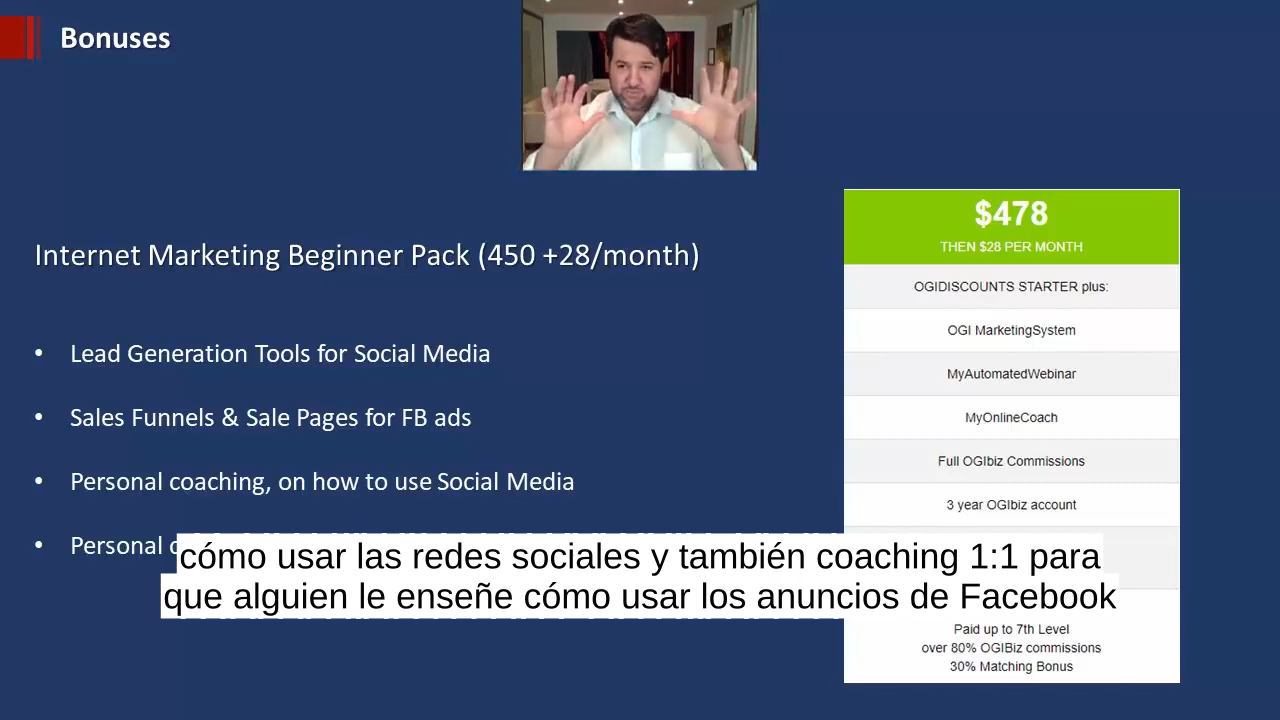 Bonuses
Internet Marketing Beginner Pack (450 +28/month)
• Lead Generation Tools for Social Media
• Sales Funnels & Sale Pages for FB ads
• Personal coaching, on how to use Social Media
• Personal
$478
THEN $28 PER MONTH
OGIDISCOUNTS STARTER plus:
OGI MarketingSystem
MyAutomatedWebinar
MyOnlineCoach
Full OGIbiz Commissions
3 year OGIbiz account
Paid up to 7th Level
over 80% OGIBiz commissions
30% Matching Bonus
cómo usar las redes sociales y también coaching 1:1 para
que alguien le enseñe cómo usar los anuncios de Facebook